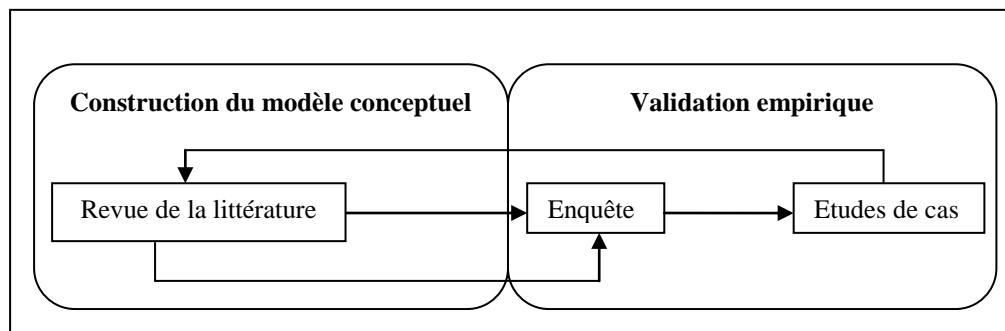 Construction du modèle conceptuel
Validation empirique
Revue de la littérature
Enquête
Etudes de cas